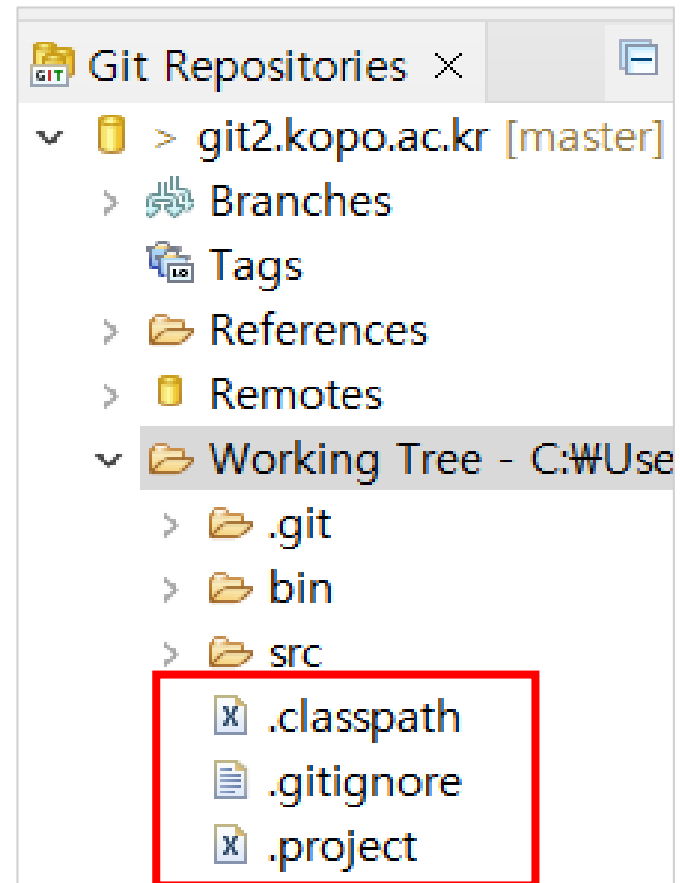 Git Repositories
> git2.kopo.ac.kr [master]
Branches
Tags
References
Remotes
Working Tree - C:₩Use
.git
bin
src
.classpath
.gitignore
.project